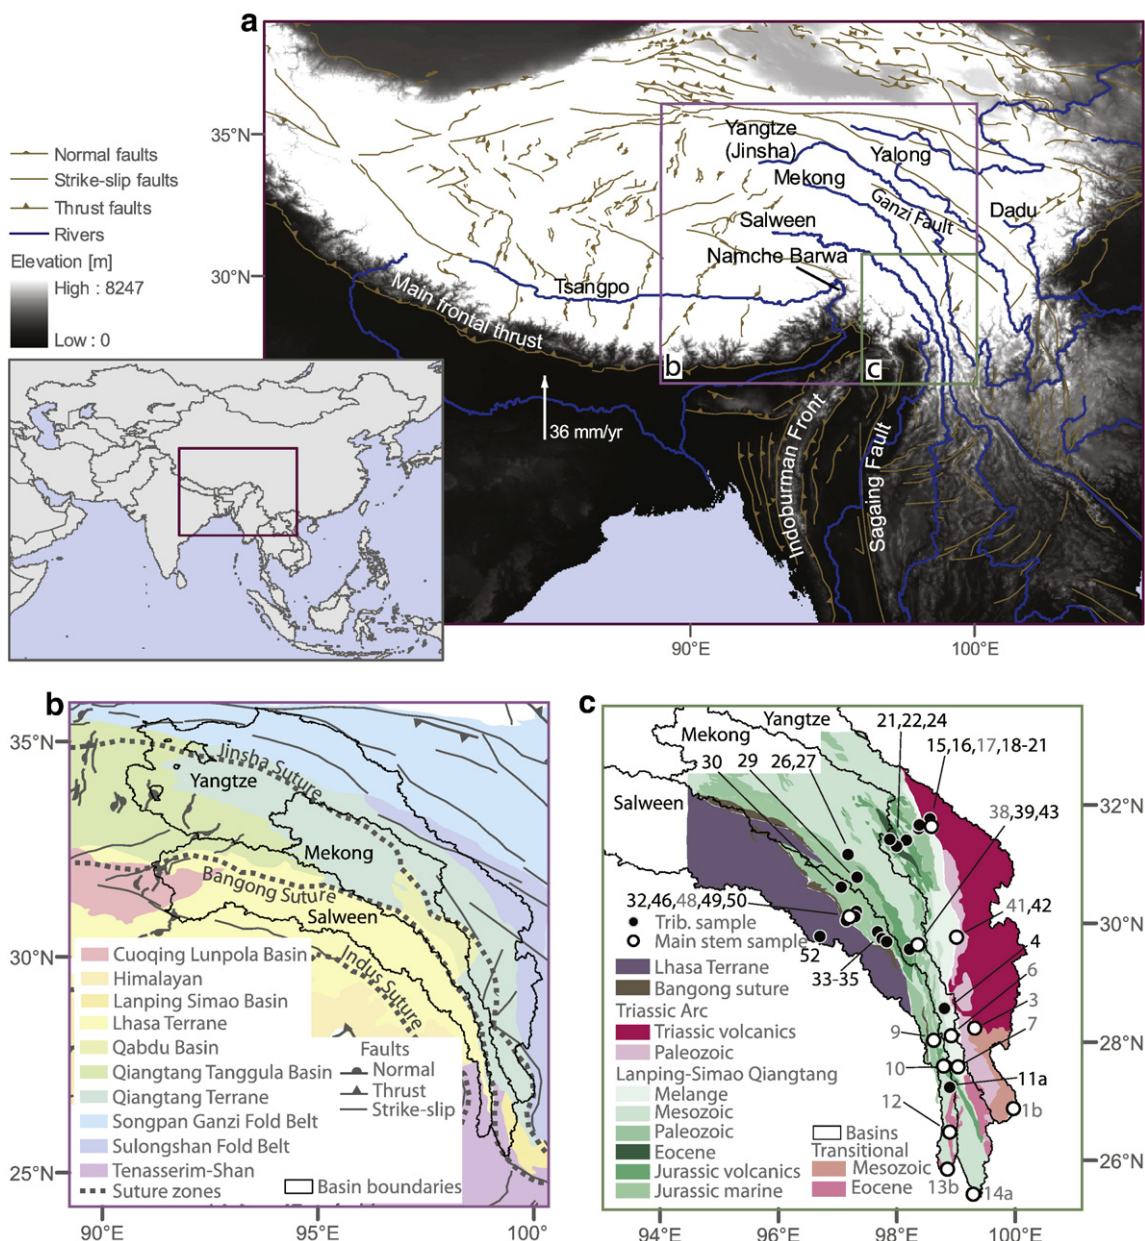 a
35°N
30°N
Normal faults
Strike-slip faults
Thrust faults
Rivers
Elevation [m]
High : 8247
Low : 0
Yangtze
(Jinsha)
Yalong
Mekong
Ganzi Fault
Dadu
Salween
Namche Barwa
Tsangpo
Main frontal thrust
b
c
36 mm/yr
Indoburman Front
Sagaing Fault
90°E
100°E
b
35°N
30°N
25°N
Jinsha Suture
Yangtze
Mekong
Bangong Suture
Salween
Indus Suture
Cuoqing Lunpola Basin
Himalayan
Lanping Simao Basin
Lhasa Terrane
Qabdu Basin
Qiangtang Tanggula Basin
Qiangtang Terrane
Songpan Ganzi Fold Belt
Sulongshan Fold Belt
Tenasserim-Shan
Suture zones
Faults
Normal
Thrust
Strike-slip
Basin boundaries
90°E
95°E
100°E
c
Yangtze
Mekong
Salween
21,22,24
15,16,17,18-21
30
29
26,27
38,39,43
32°N
32,46,48,49,50
Trib. sample
Main stem sample
41,42
30°N
52
33-35
4
6
3
7
9
10
11a
12
1b
13b
14a
28°N
26°N
Lhasa Terrane
Bangong suture
Triassic Arc
Triassic volcanics
Paleozoic
Lanping-Simao Qiangtang
Melange
Mesozoic
Paleozoic
Eocene
Jurassic volcanics
Jurassic marine
Basins
Transitional
Mesozoic
Eocene
94°E
96°E
98°E
100°E